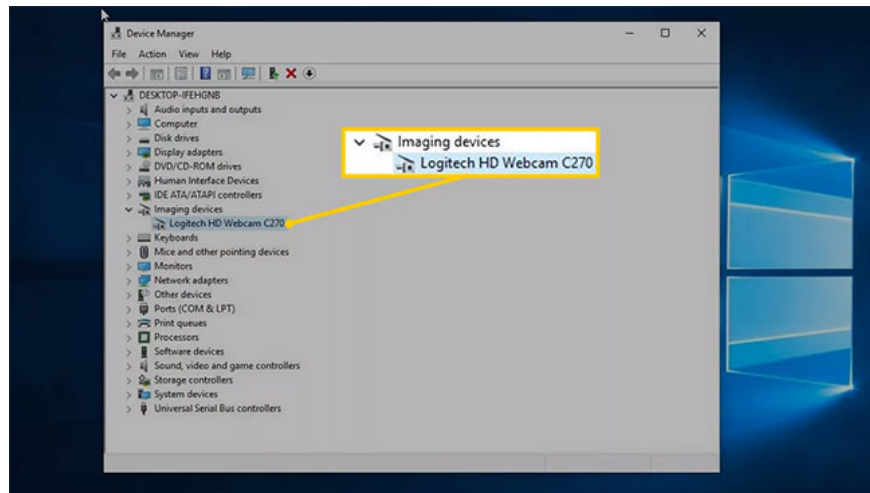 Device Manager
File Action View Help
DESKTOP-IFEHGNB
Audio inputs and outputs
Computer
Disk drives
Display adapters
DVD/CD-ROM drives
Human Interface Devices
IDE ATA/ATAPI controllers
Imaging devices
Logitech HD Webcam C270
Keyboards
Mice and other pointing devices
Monitors
Network adapters
Other devices
Ports (COM & LPT)
Print queues
Processors
Software devices
Sound, video and game controllers
Storage controllers
System devices
Universal Serial Bus controllers
Imaging devices
Logitech HD Webcam C270